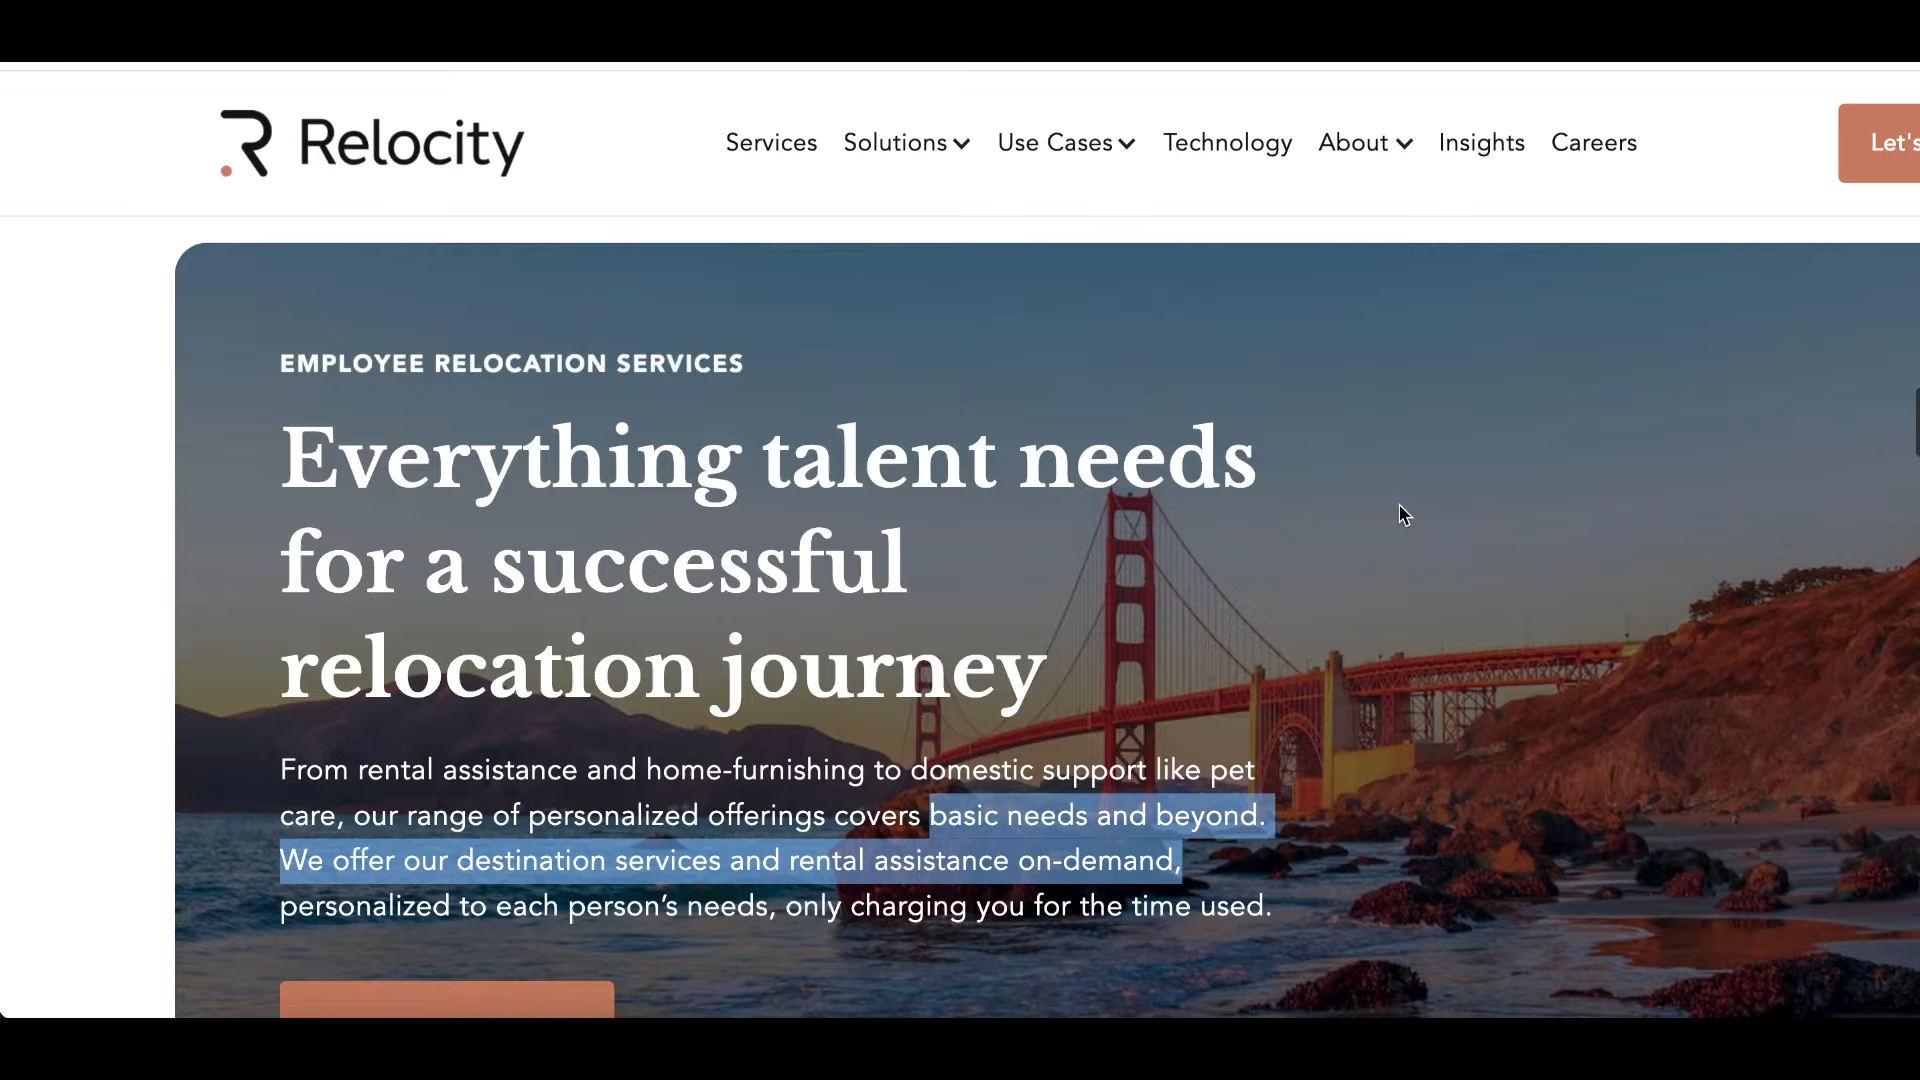 Relocity
Services Solutions Use Cases Technology About Insights Careers
Let's
EMPLOYEE RELOCATION SERVICES
Everything talent needs
for a successful
relocation journey
From rental assistance and home-furnishing to domestic support like pet
care, our range of personalized offerings covers basic needs and beyond.
We offer our destination services and rental assistance on-demand,
personalized to each person’s needs, only charging you for the time used.